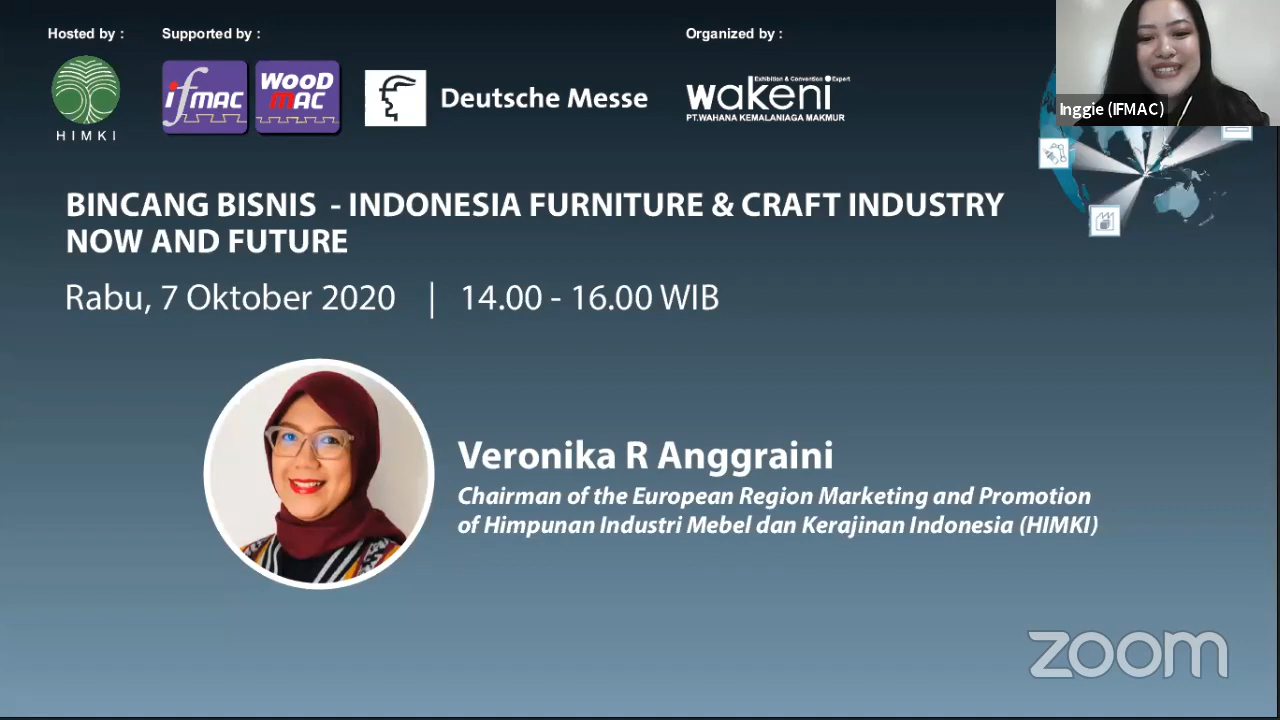 Hosted by :
Supported by :
Organized by :
HIMKI
ifmac
WOOD
MAC
Deutsche Messe
Exhibition & Convention Expert
wakeni
PT.WAHANA KEMALANIAGA MAKMUR
Inggie (IFMAC)
BINCANG BISNIS - INDONESIA FURNITURE & CRAFT INDUSTRY
NOW AND FUTURE
Rabu, 7 Oktober 2020 | 14.00 - 16.00 WIB
Veronika R Anggraini
Chairman of the European Region Marketing and Promotion
of Himpunan Industri Mebel dan Kerajinan Indonesia (HIMKI)
zoom